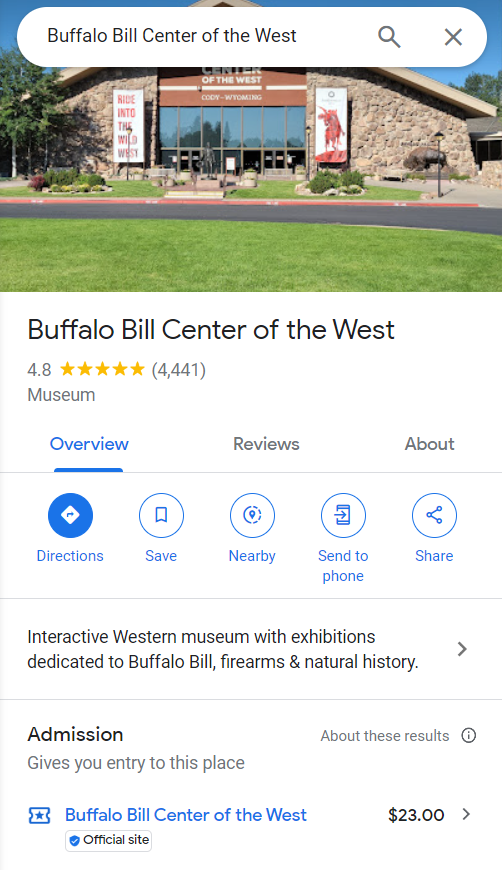 Buffalo Bill Center of the West
CENTER
OF THE WEST
CODY - WYOMING
RIDE
INTO
THE
WILD
WEST
Buffalo Bill Center of the West
4.8 (4,441)
Museum
Overview Reviews About
Directions Save Nearby Send to phone Share
Interactive Western museum with exhibitions
dedicated to Buffalo Bill, firearms & natural history.
Admission About these results
Gives you entry to this place
Buffalo Bill Center of the West $23.00
Official site